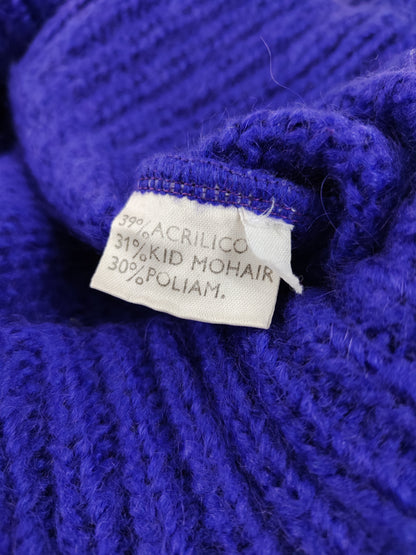 39% ACRILICO
31% KID MOHAIR
30% POLIAM.